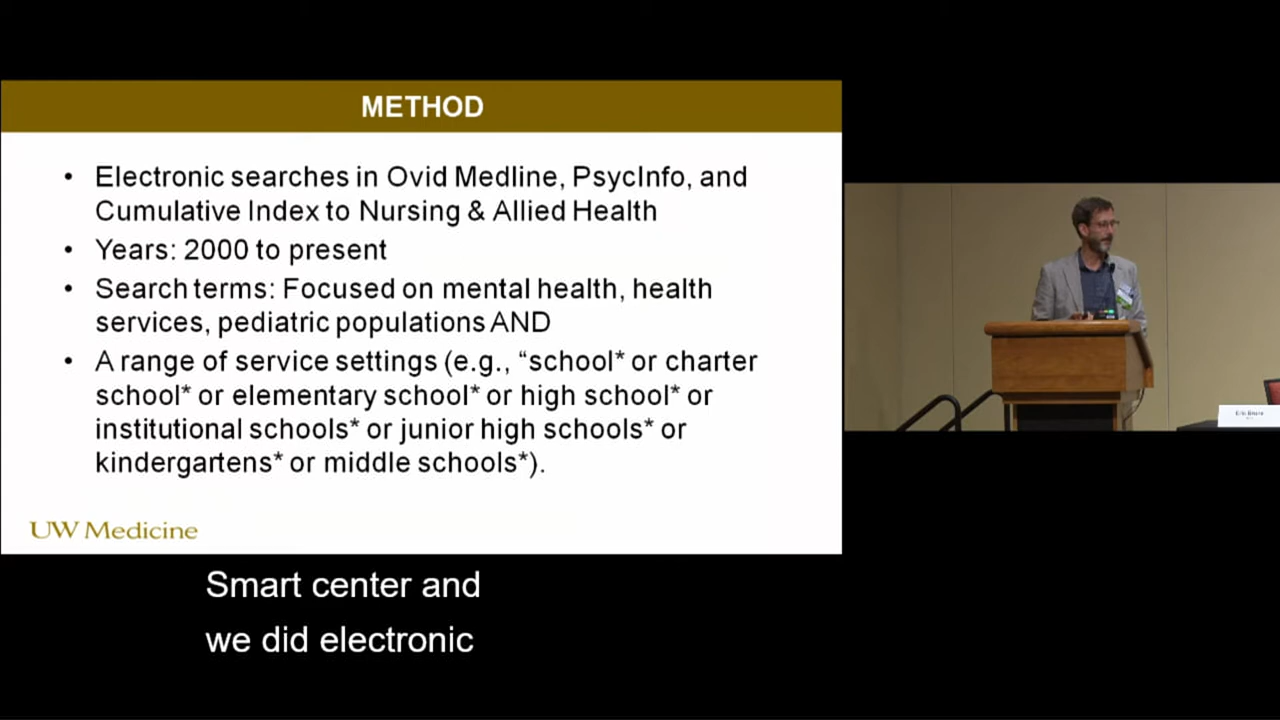 METHOD
• Electronic searches in Ovid Medline, PsycInfo, and
Cumulative Index to Nursing & Allied Health
• Years: 2000 to present
• Search terms: Focused on mental health, health
services, pediatric populations AND
• A range of service settings (e.g., “school* or charter
school* or elementary school* or high school* or
institutional schools* or junior high schools* or
kindergartens* or middle schools*).
UW Medicine
Smart center and
we did electronic